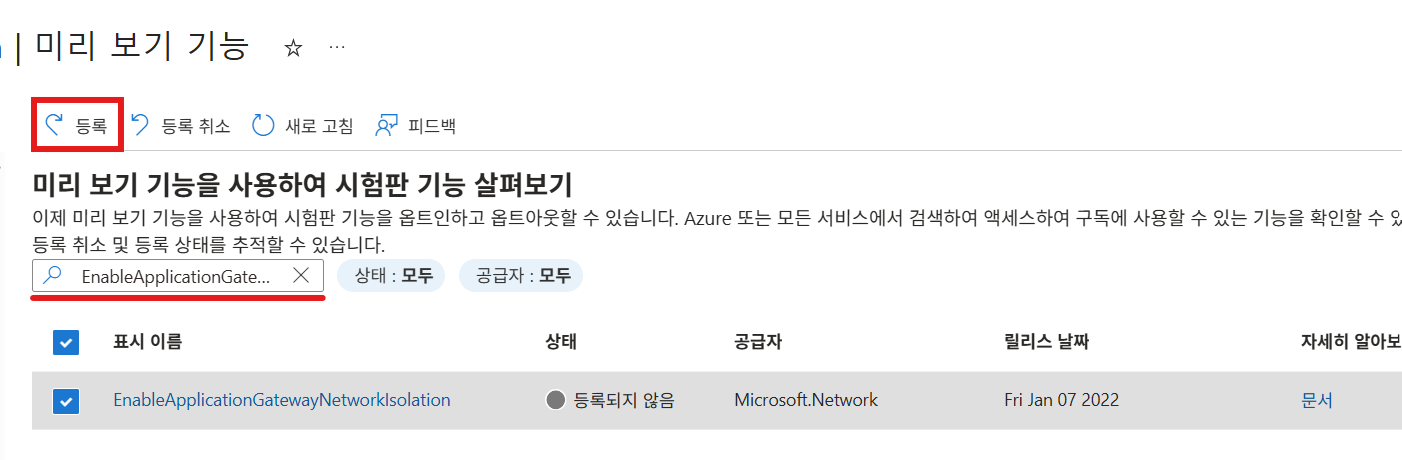 | 미리 보기 기능 ☆ ...
등록 등록 취소 새로 고침 피드백
미리 보기 기능을 사용하여 시험판 기능 살펴보기
이제 미리 보기 기능을 사용하여 시험판 기능을 옵트인하고 옵트아웃할 수 있습니다. Azure 또는 모든 서비스에서 검색하여 액세스하여 구독에 사용할 수 있는 기능을 확인할 수
등록 취소 및 등록 상태를 추적할 수 있습니다.
EnableApplicationGate... 상태 : 모두 공급자 : 모두
표시 이름 상태 공급자 릴리스 날짜 자세히
EnableApplicationGatewayNetworkIsolation 등록되지 않음 Microsoft.Network Fri Jan 07 2022 문서